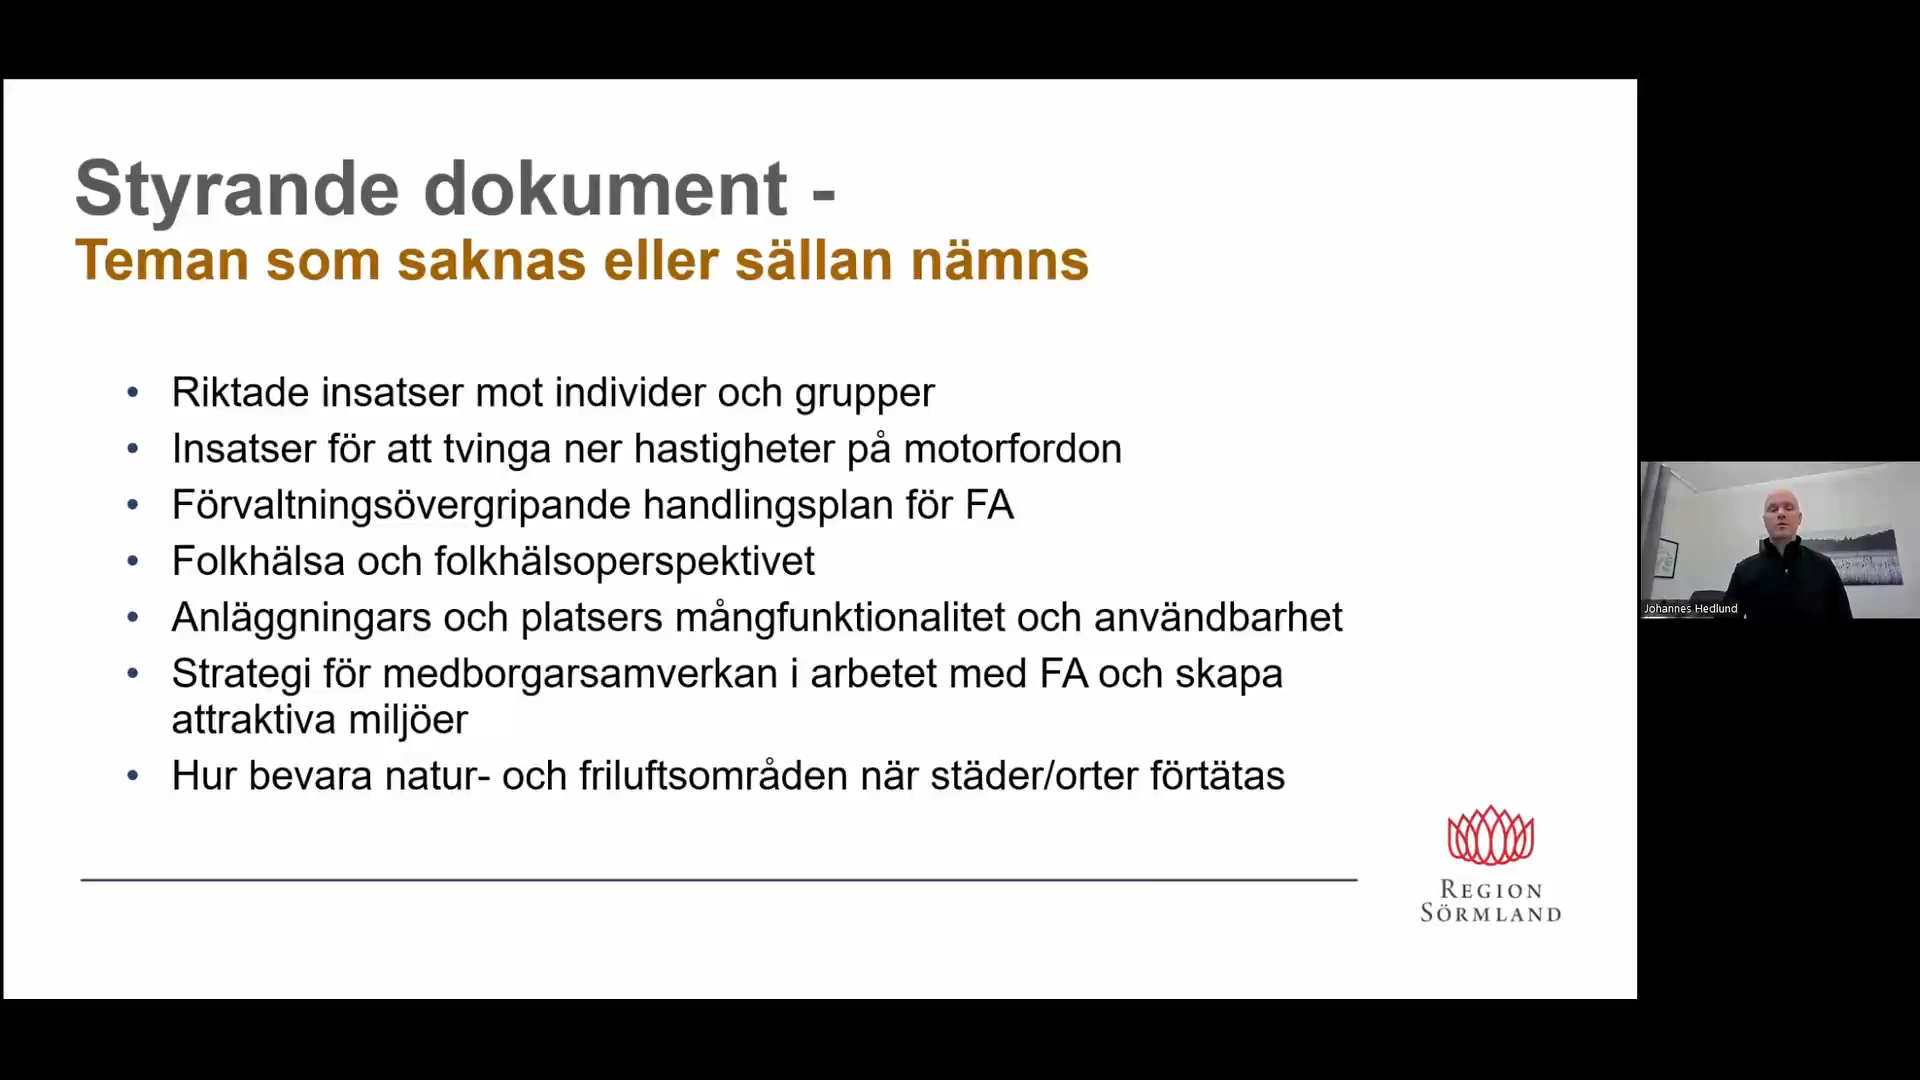 Styrande dokument -
Teman som saknas eller sällan nämns
• Riktade insatser mot individer och grupper
• Insatser för att tvinga ner hastigheter på motorfordon
• Förvaltningsövergripande handlingsplan för FA
• Folkhälsa och folkhälsoperspektivet
• Anläggningars och platsers mångfunktionalitet och användbarhet
• Strategi för medborgarsamverkan i arbetet med FA och skapa
attraktiva miljöer
• Hur bevara natur- och friluftsområden när städer/orter förtätas
REGION
SÖRMLAND
Johannes Hedlund